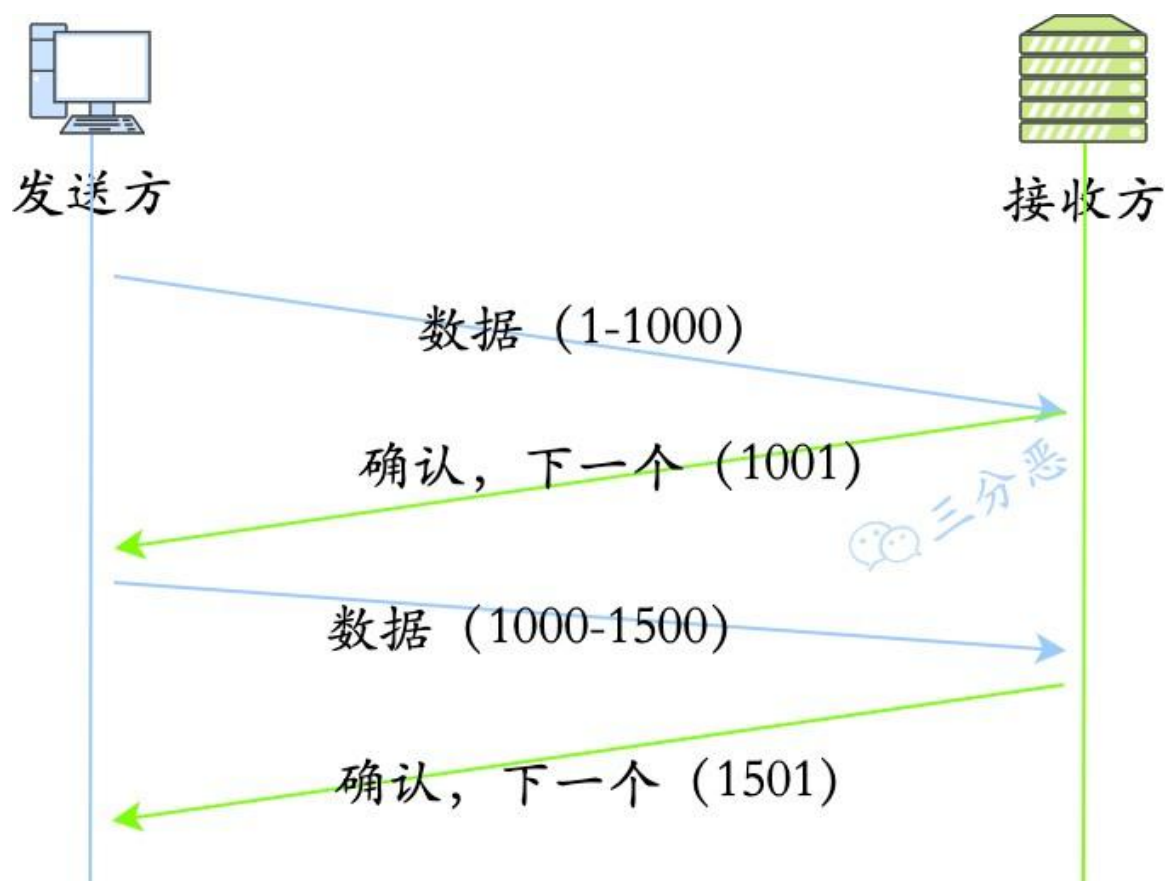 发送方
接收方
数据（1-1000）
确认，下一个（1001）
三分恶
数据（1000-1500）
确认，下一个（1501）